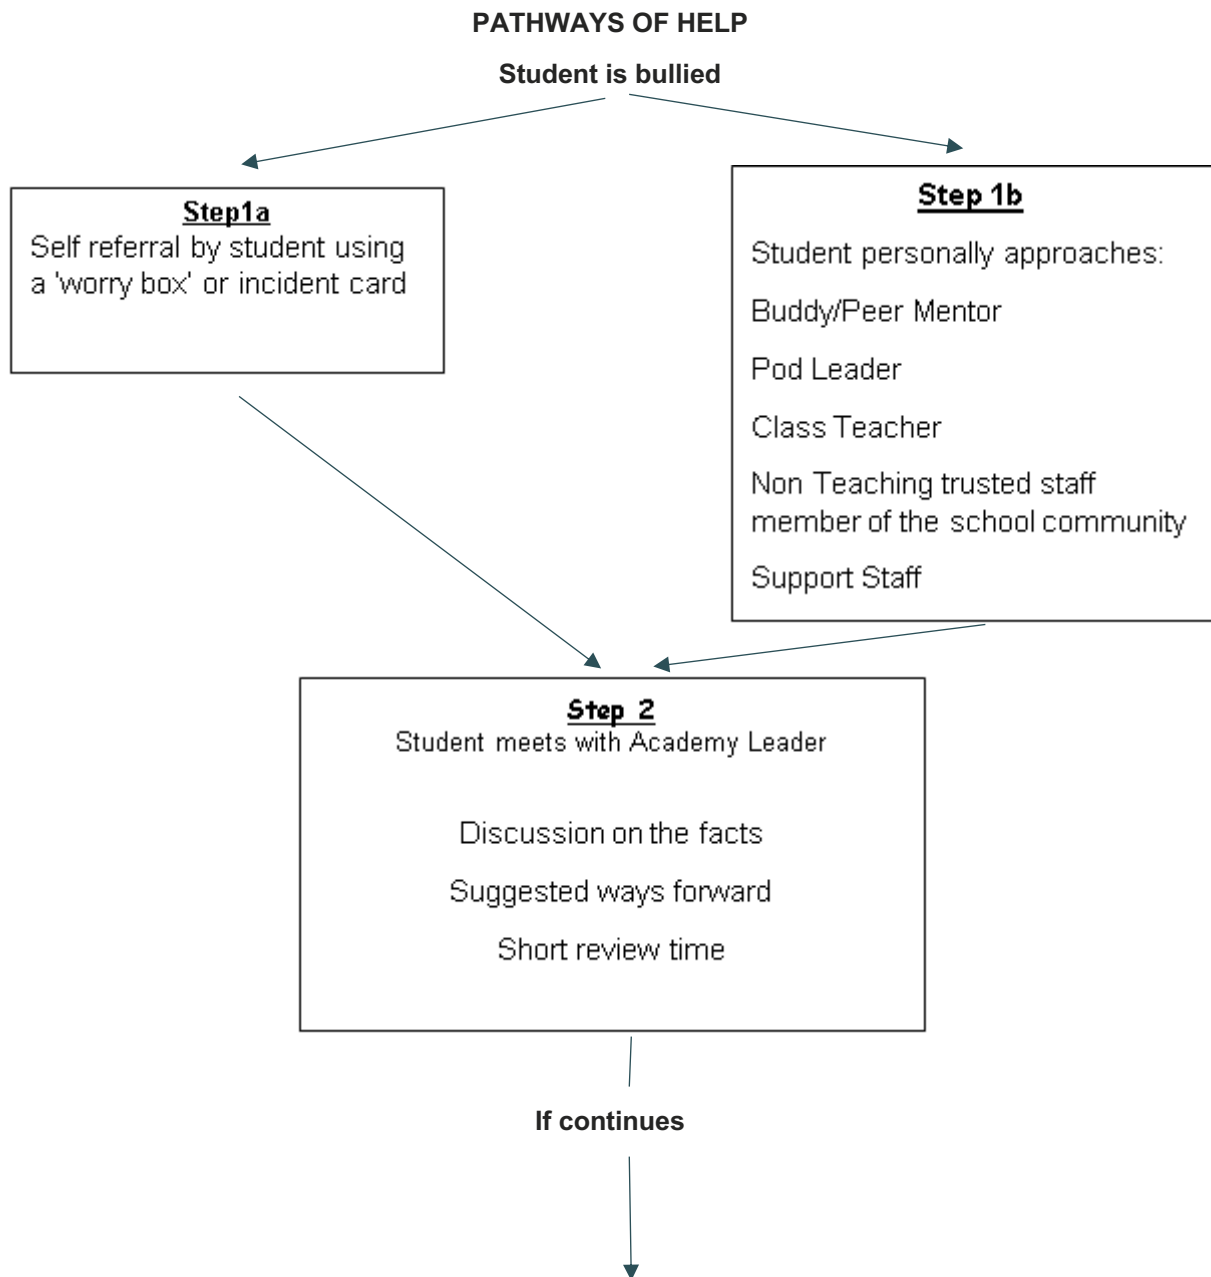 PATHWAYS OF HELP
Student is bullied
Step1a
Self referral by student using
a 'worry box' or incident card
Step 1b
Student personally approaches:
Buddy/Peer Mentor
Pod Leader
Class Teacher
Non Teaching trusted staff
member of the school community
Support Staff
Step 2
Student meets with Academy Leader
Discussion on the facts
Suggested ways forward
Short review time
If continues